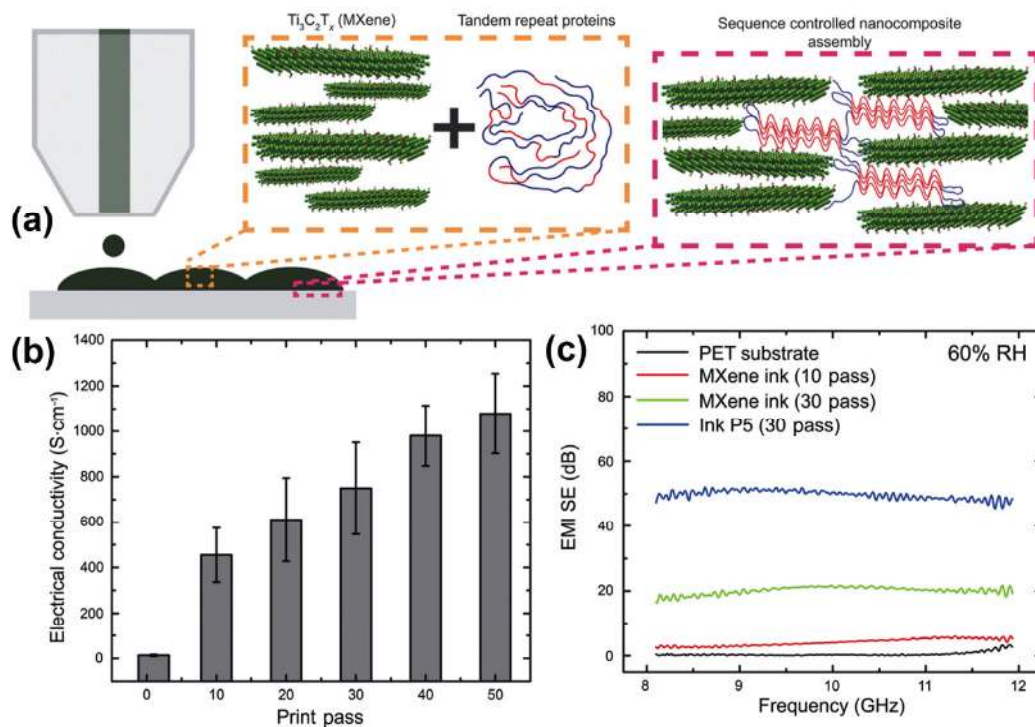 Ti₃C₂Tₓ (MXene)
Tandem repeat proteins
Sequence controlled nanocomposite
assembly
(a)
(b)
1400
1200
1000
800
600
400
200
0
Electrical conductivity (S·cm⁻¹)
0 10 20 30 40 50
Print pass
(c)
PET substrate
MXene ink (10 pass)
MXene ink (30 pass)
Ink P5 (30 pass)
60% RH
100
80
60
40
20
0
EMI SE (dB)
8 9 10 11 12
Frequency (GHz)